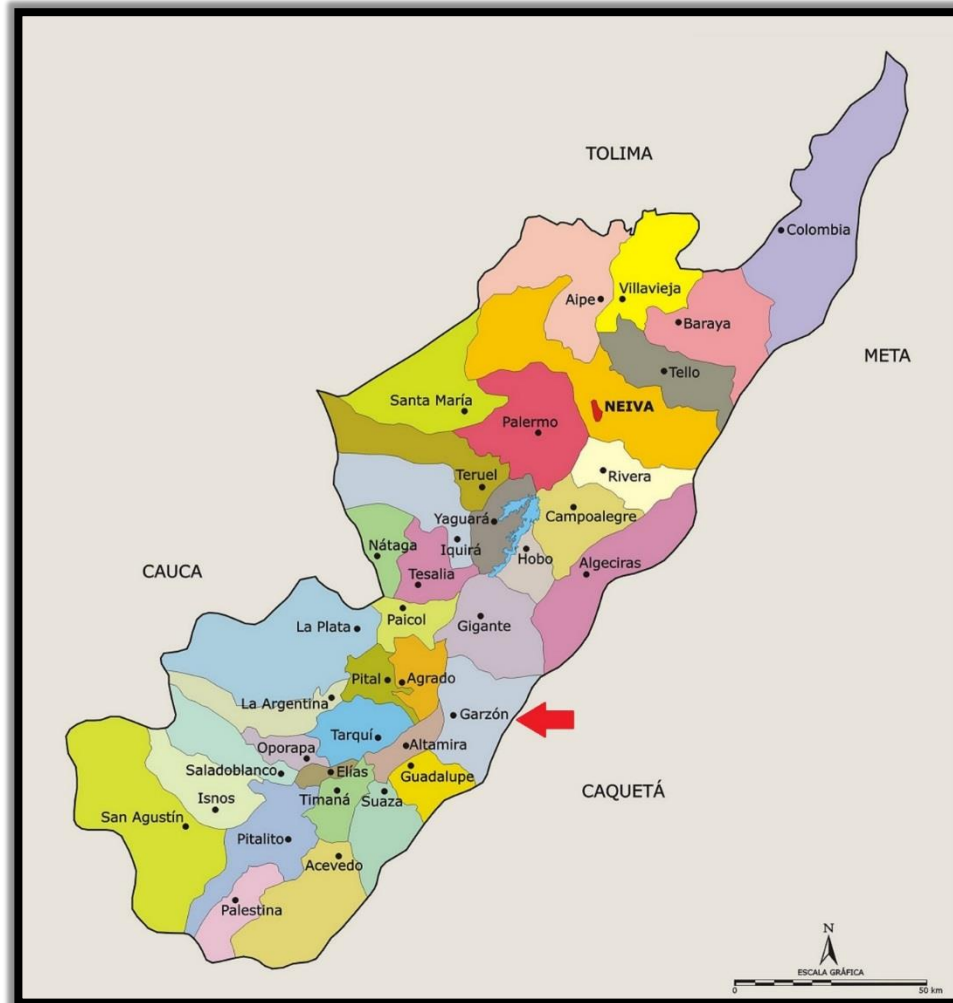 TOLIMA
Colombia
Villavieja
Aipe
Baraya
META
Tello
Santa María
NEIVA
Palermo
Rivera
Teruel
Campoalegre
Yaguará
Nátaga
Iquirá
Hobo
Algeciras
CAUCA
Tesalia
Paicol
La Plata
Gigante
Pital
Agrado
La Argentina
Garzón
Tarquí
Oporapa
Altamira
Saladoblanco
Elías
Guadalupe
CAQUETÁ
Isnos
Timaná
Suaza
San Agustín
Pitalito
Acevedo
Palestina
N
ESCALA GRÁFICA
0 50 km